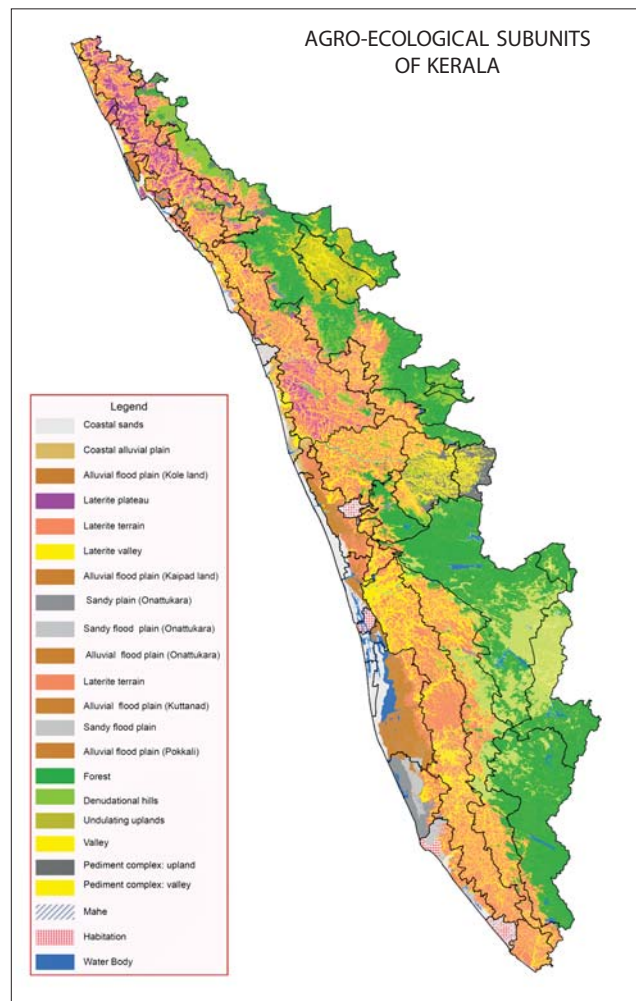 AGRO-ECOLOGICAL SUBUNITS
OF KERALA
Legend
Coastal sands
Coastal alluvial plain
Alluvial flood plain (Kole land)
Laterite plateau
Laterite terrain
Laterite valley
Alluvial flood plain (Kaipad land)
Sandy plain (Onattukara)
Sandy flood plain (Onattukara)
Alluvial flood plain (Onattukara)
Laterite terrain
Alluvial flood plain (Kuttanad)
Sandy flood plain
Alluvial flood plain (Pokkali)
Forest
Denudational hills
Undulating uplands
Valley
Pediment complex: upland
Pediment complex: valley
Mahe
Habitation
Water Body